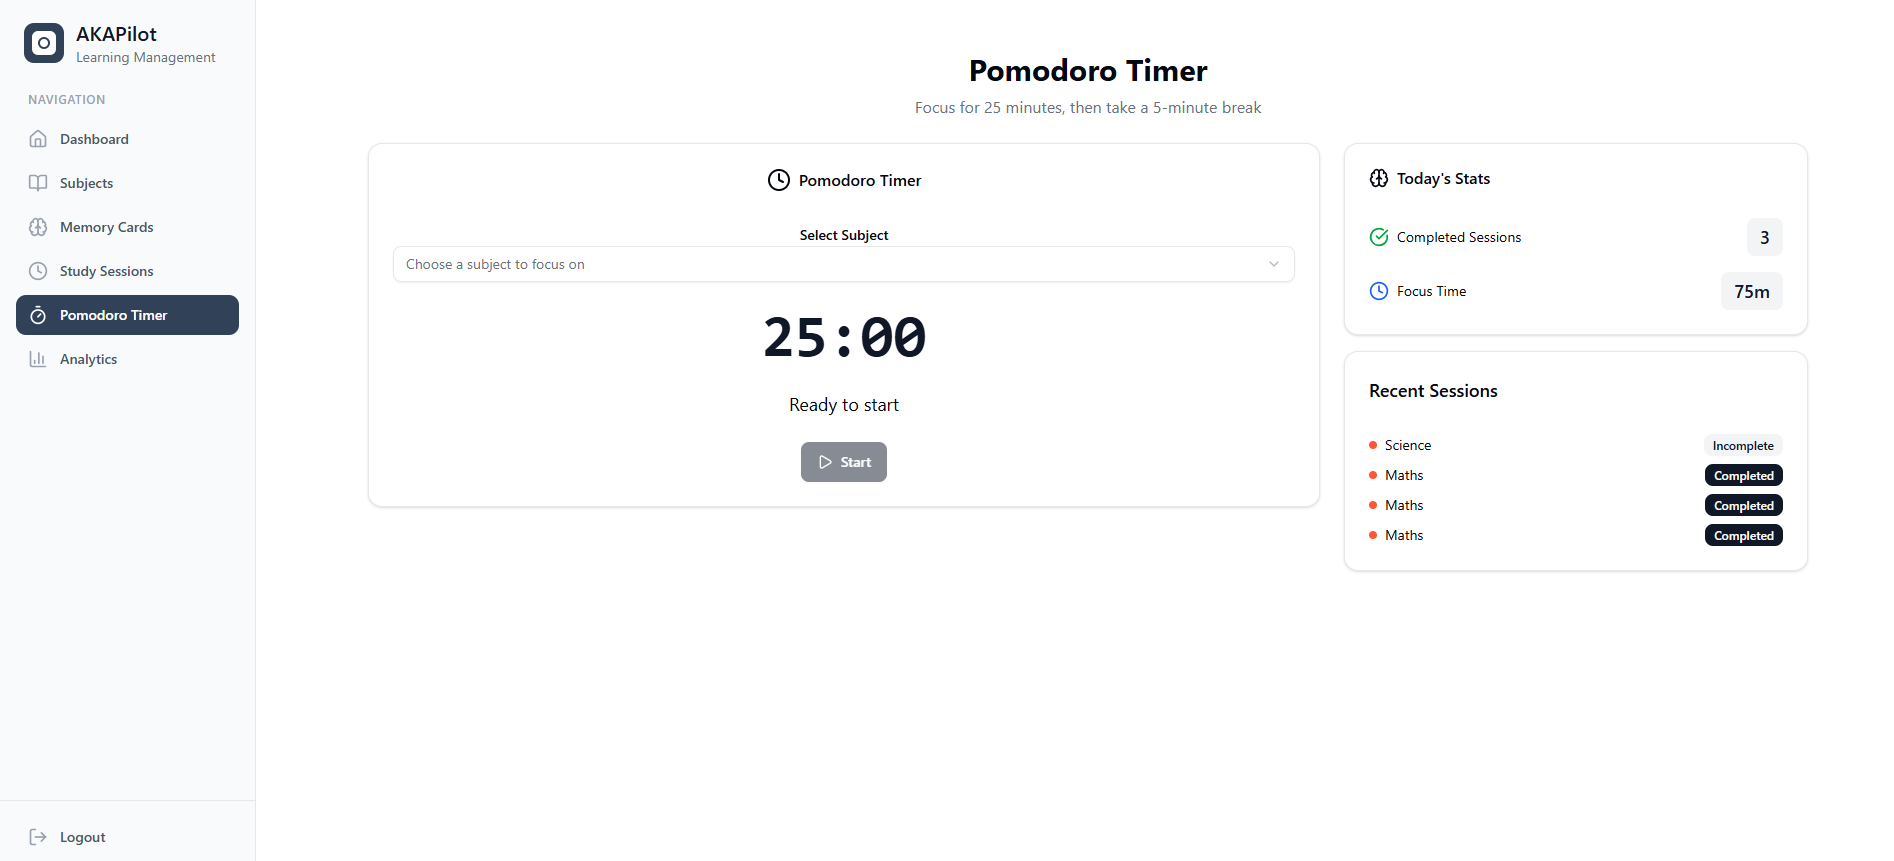 AKAPilot
Learning Management
NAVIGATION
Dashboard
Subjects
Memory Cards
Study Sessions
Pomodoro Timer
Analytics
Logout
Pomodoro Timer
Focus for 25 minutes, then take a 5-minute break
Pomodoro Timer
Select Subject
Choose a subject to focus on
25:00
Ready to start
Start
Today's Stats
Completed Sessions 3
Focus Time 75m
Recent Sessions
Science Incomplete
Maths Completed
Maths Completed
Maths Completed